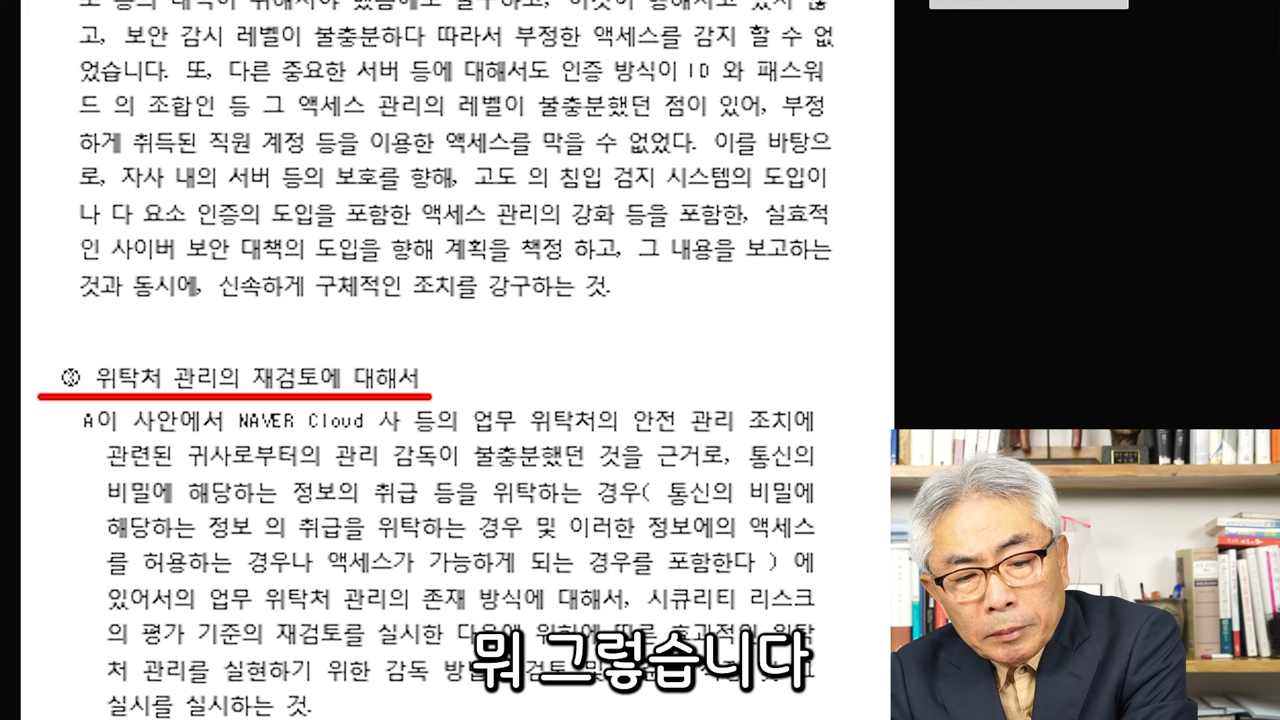 고, 보안 감시 레벨이 불충분하다 따라서 부정한 액세스를 감지 할 수 없
었습니다. 또, 다른 중요한 서버 등에 대해서도 인증 방식이 ID 와 패스워
드 의 조합인 등 그 액세스 관리의 레벨이 불충분했던 점이 있어, 부정
하게 취득된 직원 계정 등을 이용한 액세스를 막을 수 없었다. 이를 바탕으
로, 자사 내의 서버 등의 보호를 향해, 고도 의 침입 검지 시스템의 도입이
나 다 요소 인증의 도입을 포함한 액세스 관리의 강화 등을 포함한, 실효적
인 사이버 보안 대책의 도입을 향해 계획을 책정 하고, 그 내용을 보고하는
것과 동시에, 신속하게 구체적인 조치를 강구하는 것.
위탁처 관리의 재검토에 대해서
A이 사안에서 NAVER Cloud 사 등의 업무 위탁처의 안전 관리 조치에
관련된 귀사로부터의 관리 감독이 불충분했던 것을 근거로, 통신의
비밀에 해당하는 정보의 취급 등을 위탁하는 경우( 통신의 비밀에
해당하는 정보 의 취급을 위탁하는 경우 및 이러한 정보에의 액세스
를 허용하는 경우나 액세스가 가능하게 되는 경우를 포함한다 ) 에
있어서의 업무 위탁처 관리의 존재 방식에 대해서, 시큐리티 리스크
의 평가 기준의 재검토를 실시한
처 관리를 실현하기 위한 감독
실시를 실시하는 것.
뭐 그렇습니다